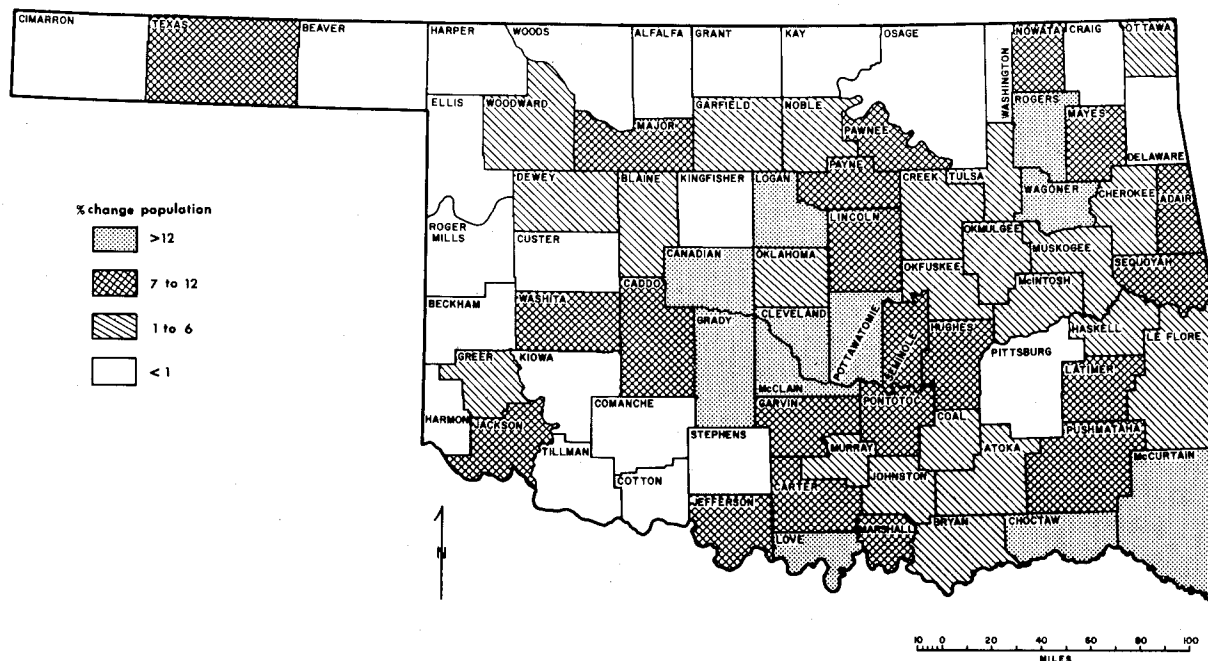 CIMARRON
TEXAS
BEAVER
HARPER
WOODS
ALFALFA
GRANT
KAY
OSAGE
WASHINGTON
NOWATA
CRAIG
OTTAWA
ELLIS
WOODWARD
MAJOR
GARFIELD
NOBLE
PAWNEE
ROGERS
MAYES
DELAWARE
DEWEY
BLAINE
KINGFISHER
LOGAN
PAYNE
CREEK
TULSA
WAGONER
CHEROKEE
ADAIR
% change population
>12
7 to 12
1 to 6
< 1
ROGER
MILLS
CUSTER
CANADIAN
OKLAHOMA
LINCOLN
OKMULGEE
MUSKOGEE
OKFUSKEE
McINTOSH
SEQUOYAH
BECKHAM
WASHITA
CADDO
GRADY
CLEVELAND
POTTAWATOMIE
SEMINOLE
HUGHES
PITTSBURG
HASKELL
LE FLORE
GREER
KIOWA
McCLAIN
LATIMER
HARMON
JACKSON
COMANCHE
GARVIN
PONTOTOC
COAL
PUSHMATAHA
TILLMAN
STEPHENS
MURRAY
ATOKA
McCURTAIN
COTTON
CARTER
JOHNSTON
JEFFERSON
LOVE
MARSHALL
BRYAN
CHOCTAW
N
10 0 20 40 60 80 100
MILES